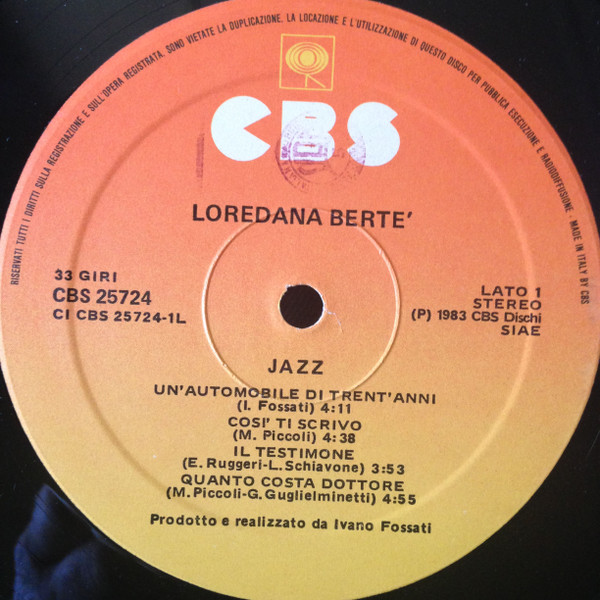 RISERVATI TUTTI I DIRITTI SULLA REGISTRAZIONE E SULL'OPERA REGISTRATA. SONO VIETATE LA DUPLICAZIONE, LA LOCAZIONE E L'UTILIZZAZIONE DI QUESTO DISCO PER PUBBLICA ESECUZIONE E RADIODIFFUSIONE - MADE IN ITALY BY CBS
CBS
LOREDANA BERTE'
33 GIRI
CBS 25724
CI CBS 25724-1L
LATO 1
STEREO
(P) 1983 CBS Dischi
SIAE
JAZZ
UN'AUTOMOBILE DI TRENT'ANNI
(I. Fossati) 4:11
COSI' TI SCRIVO
(M. Piccoli) 4:38
IL TESTIMONE
(E. Ruggeri-L. Schiavone) 3:53
QUANTO COSTA DOTTORE
(M. Piccoli-G. Guglielminetti) 4:55
Prodotto e realizzato da Ivano Fossati